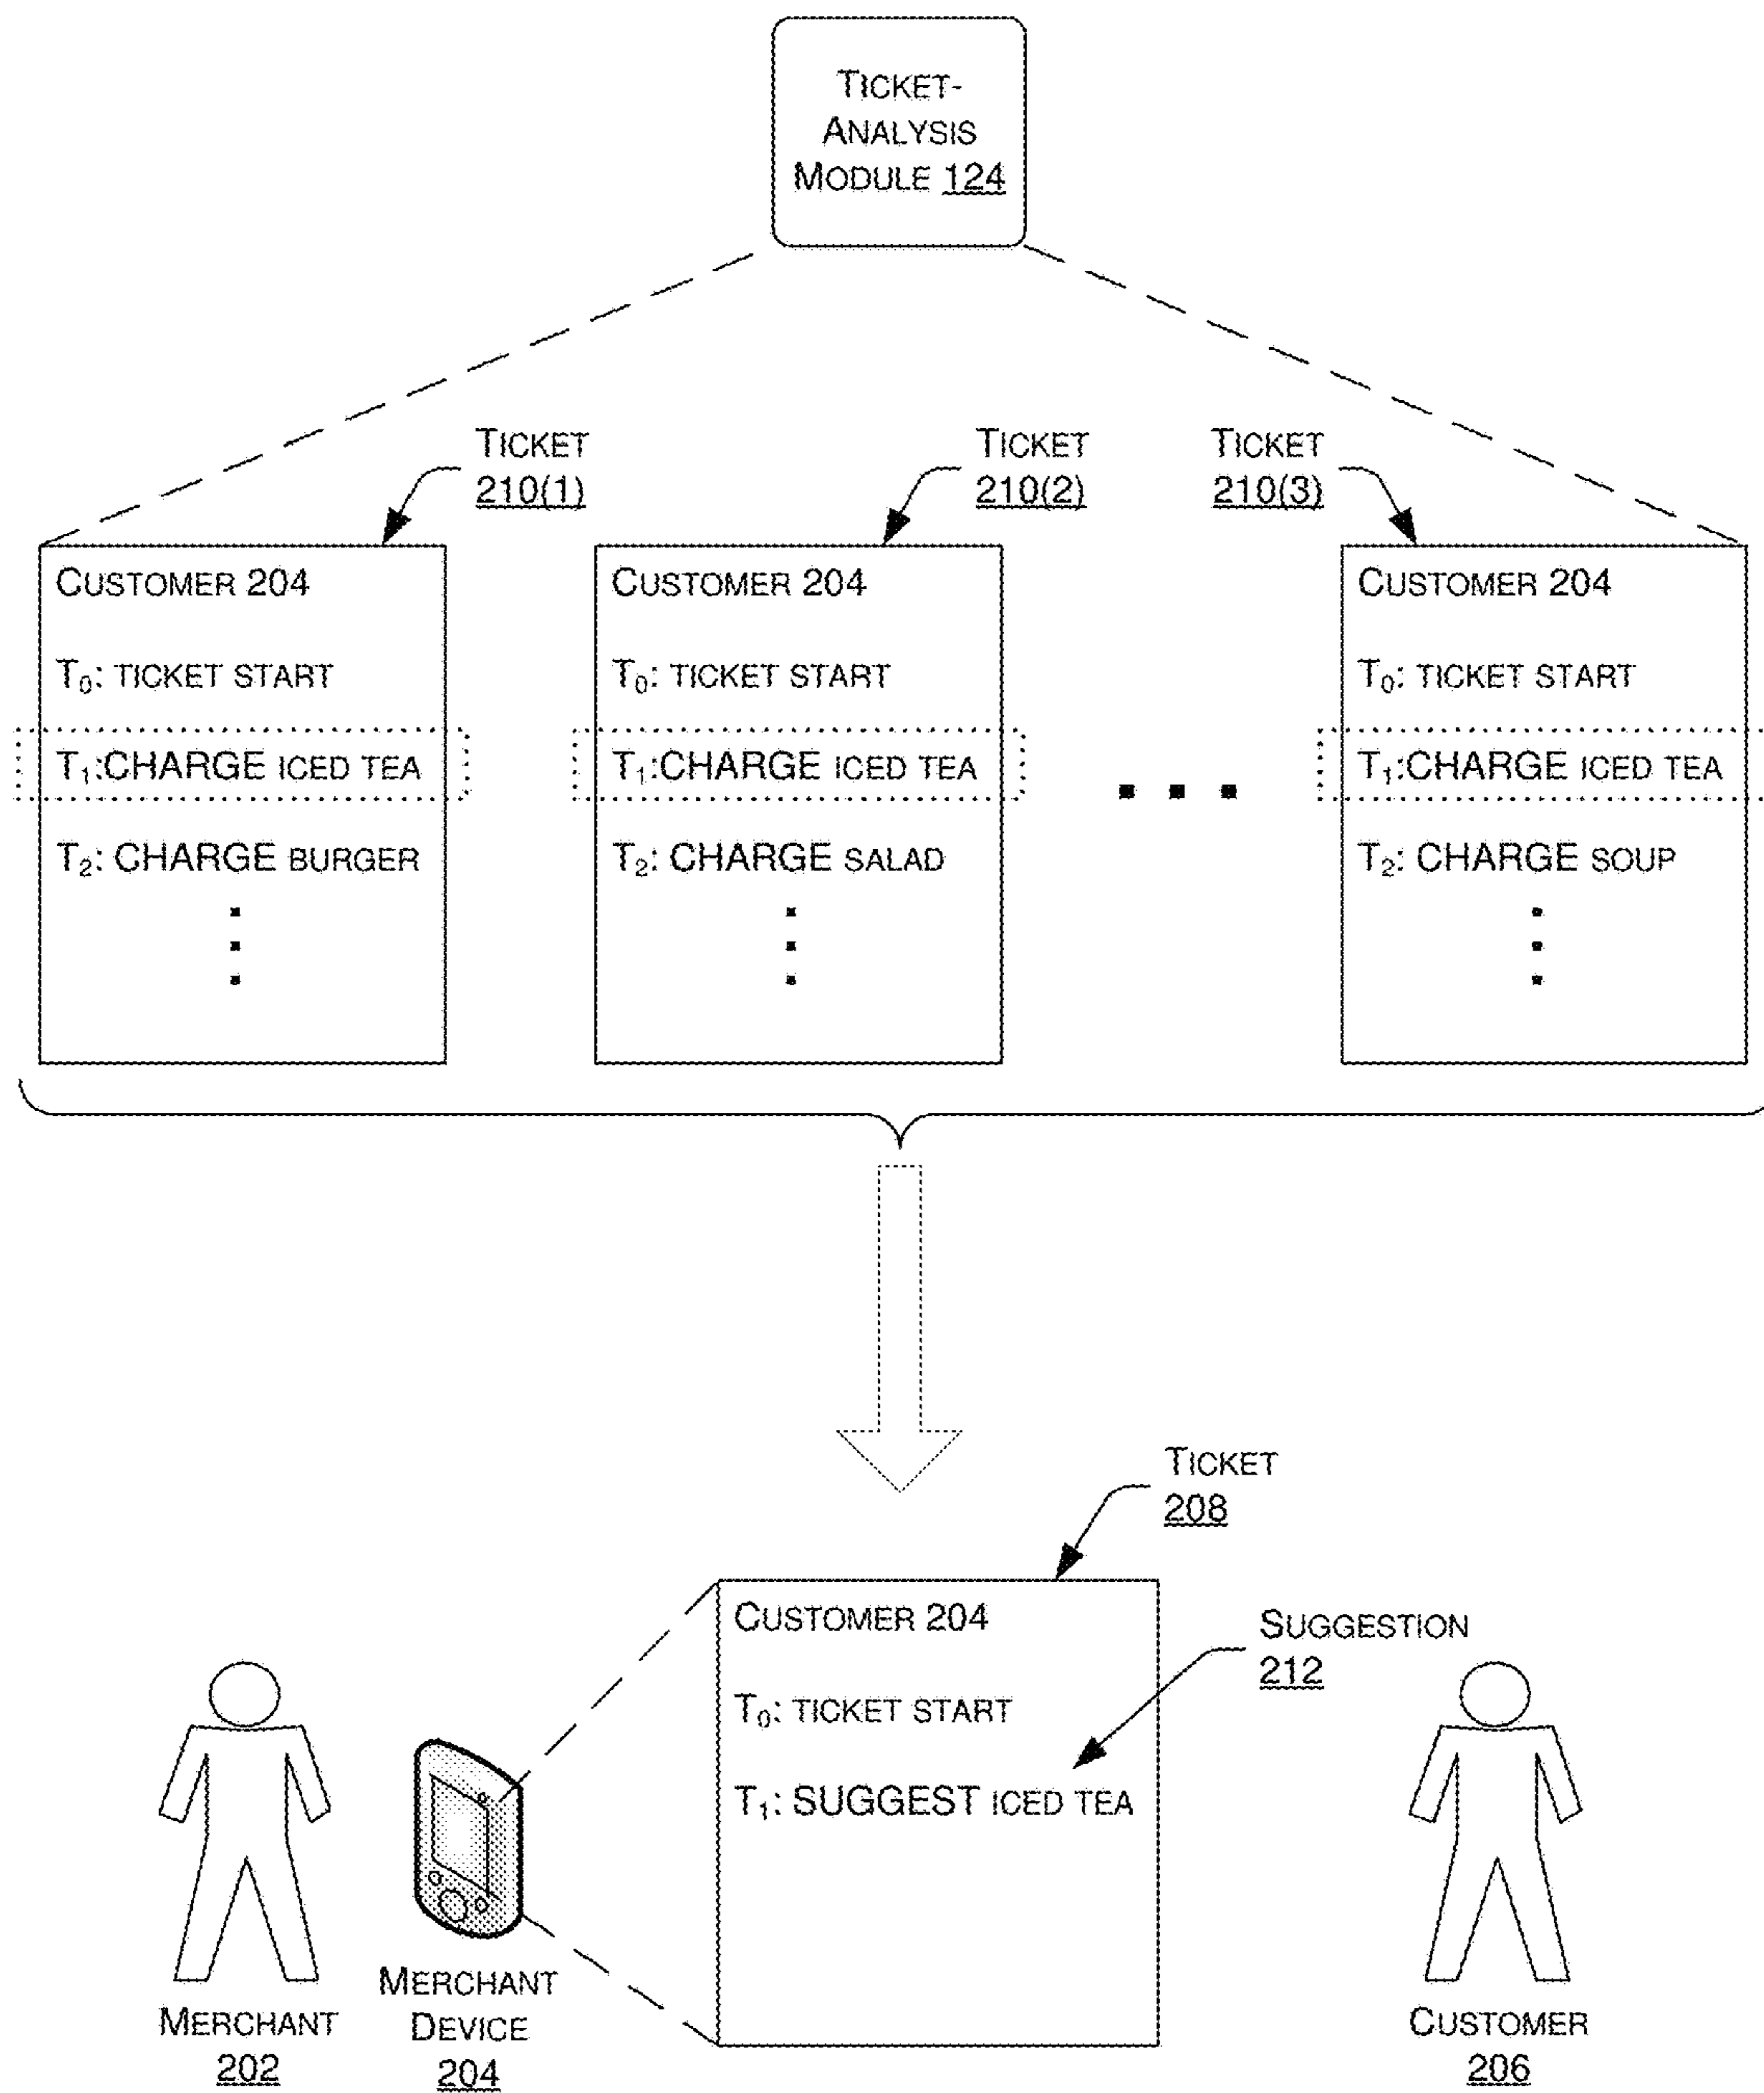 TICKET-
ANALYSIS
MODULE 124
TICKET
210(1)
TICKET
210(2)
TICKET
210(3)
CUSTOMER 204
T₀: TICKET START
T₁:CHARGE ICED TEA
T₂: CHARGE BURGER
CUSTOMER 204
T₀: TICKET START
T₁:CHARGE ICED TEA
T₂: CHARGE SALAD
CUSTOMER 204
T₀: TICKET START
T₁:CHARGE ICED TEA
T₂: CHARGE SOUP
TICKET
208
CUSTOMER 204
T₀: TICKET START
T₁: SUGGEST ICED TEA
SUGGESTION
212
MERCHANT
202
MERCHANT
DEVICE
204
CUSTOMER
206